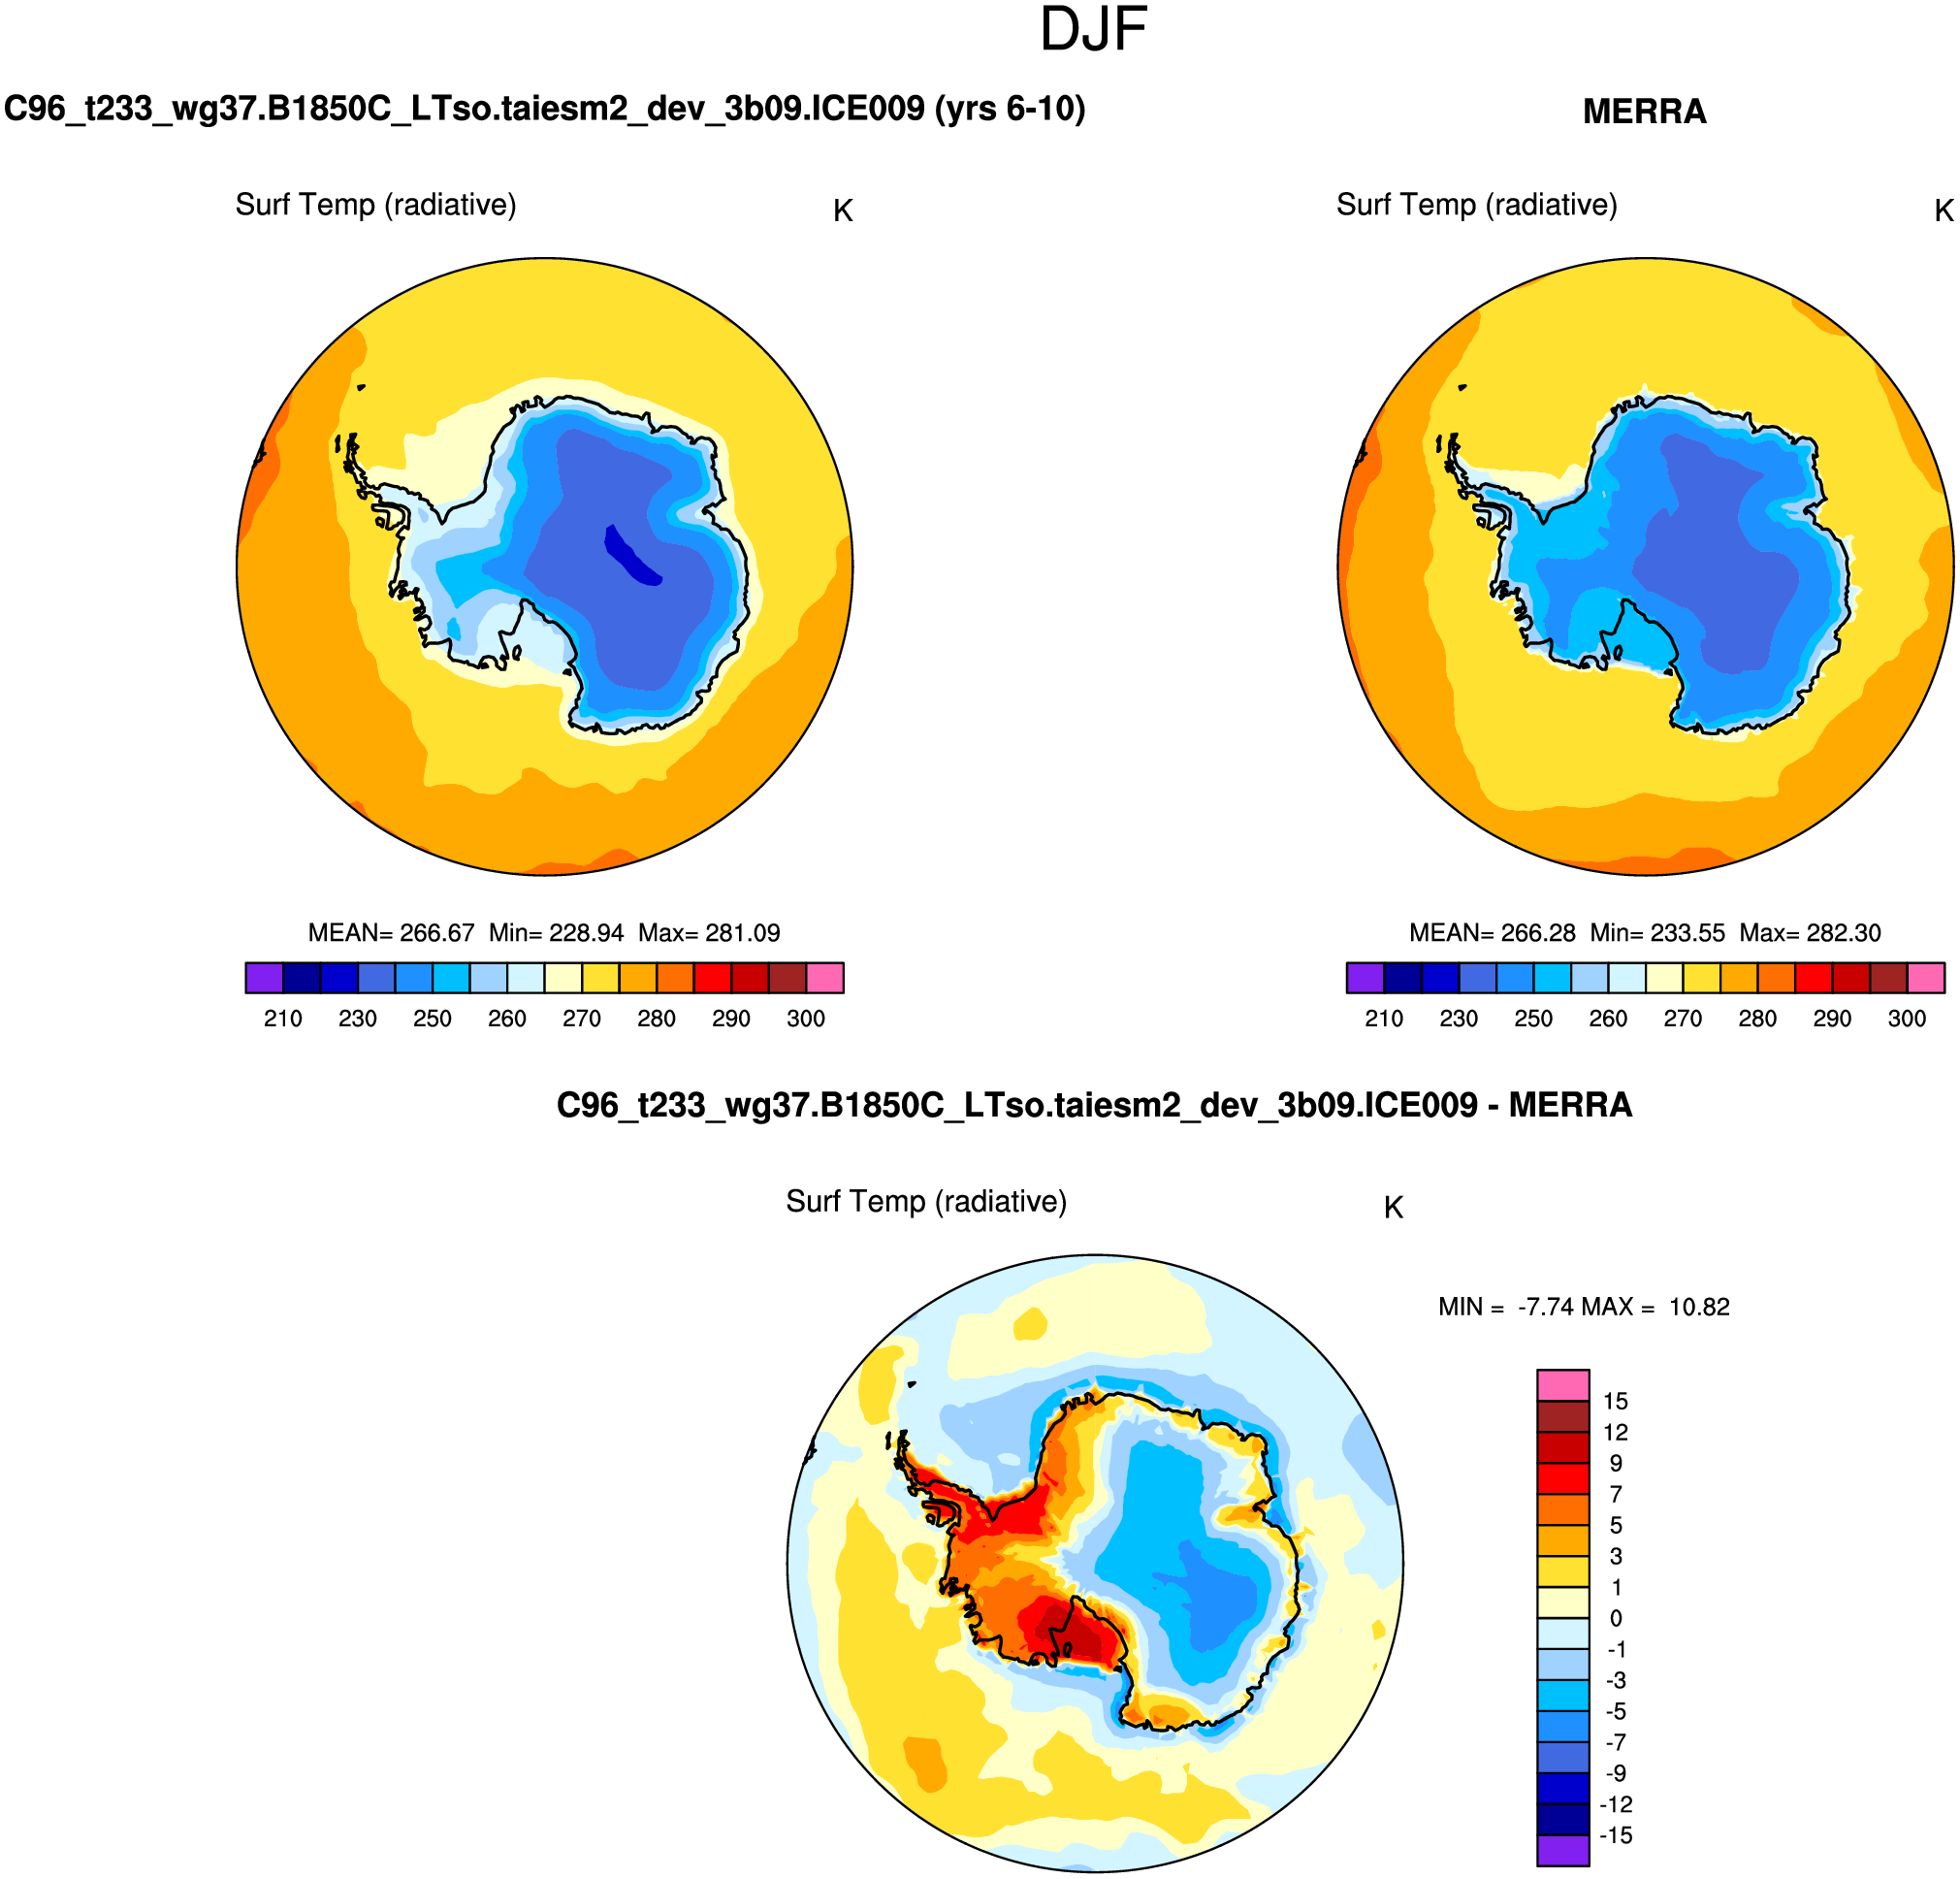 DJF
C96_t233_wg37.B1850C_LTso.taiesm2_dev_3b09.ICE009 (yrs 6-10)
MERRA
Surf Temp (radiative) K
Surf Temp (radiative) K
MEAN= 266.67 Min= 228.94 Max= 281.09
MEAN= 266.28 Min= 233.55 Max= 282.30
210 230 250 260 270 280 290 300
210 230 250 260 270 280 290 300
C96_t233_wg37.B1850C_LTso.taiesm2_dev_3b09.ICE009 - MERRA
Surf Temp (radiative) K
MIN = -7.74 MAX = 10.82
15
12
9
7
5
3
1
0
-1
-3
-5
-7
-9
-12
-15